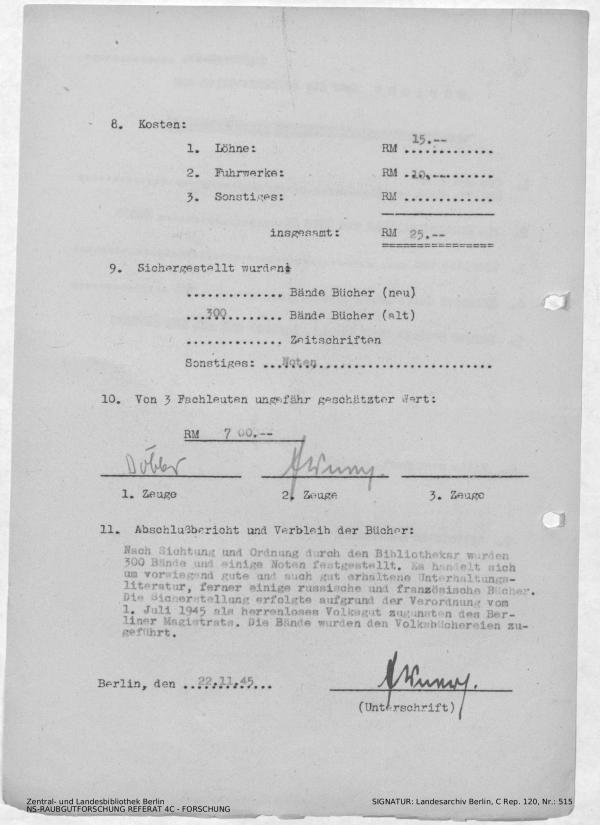 8. Kosten:
1. Löhne: RM 15.--
2. Fuhrwerke: RM 10.--
3. Sonstiges: RM .............
insgesamt: RM 25.--
9. Sichergestellt wurden:
.............. Bände Bücher (neu)
...300........ Bände Bücher (alt)
.............. Zeitschriften
Sonstiges: ...Noten..........................
10. Von 3 Fachleuten ungefähr geschätzter Wert:
RM 700.--
Döbler
1. Zeuge 2. Zeuge 3. Zeuge
11. Abschlußbericht und Verbleib der Bücher:
Nach Sichtung und Ordnung durch den Bibliothekar wurden
300 Bände und einige Noten festgestellt. Es handelt sich
um vorwiegend gute und auch gut erhaltene Unterhaltungs-
literatur, ferner einige russische und französische Bücher.
Die Sicherstellung erfolgte aufgrund der Verordnung vom
1. Juli 1945 als herrenloses Volksgut zugunsten des Ber-
liner Magistrats. Die Bände wurden den Volksbüchereien zu-
geführt.
Berlin, den ..22.11.45...
(Unterschrift)
Zentral- und Landesbibliothek Berlin
NS-RAUBGUTFORSCHUNG REFERAT 4C - FORSCHUNG
SIGNATUR: Landesarchiv Berlin, C Rep. 120, Nr.: 515